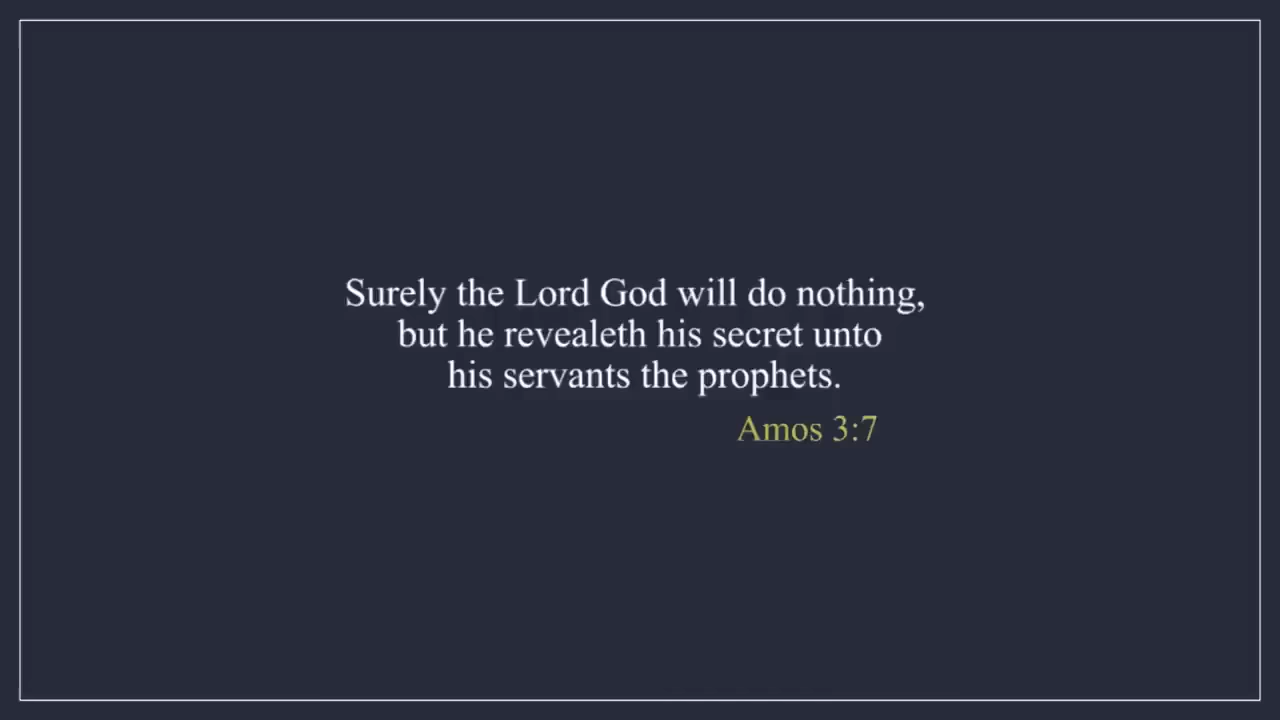 Surely the Lord God will do nothing,
but he revealeth his secret unto
his servants the prophets.
Amos 3:7